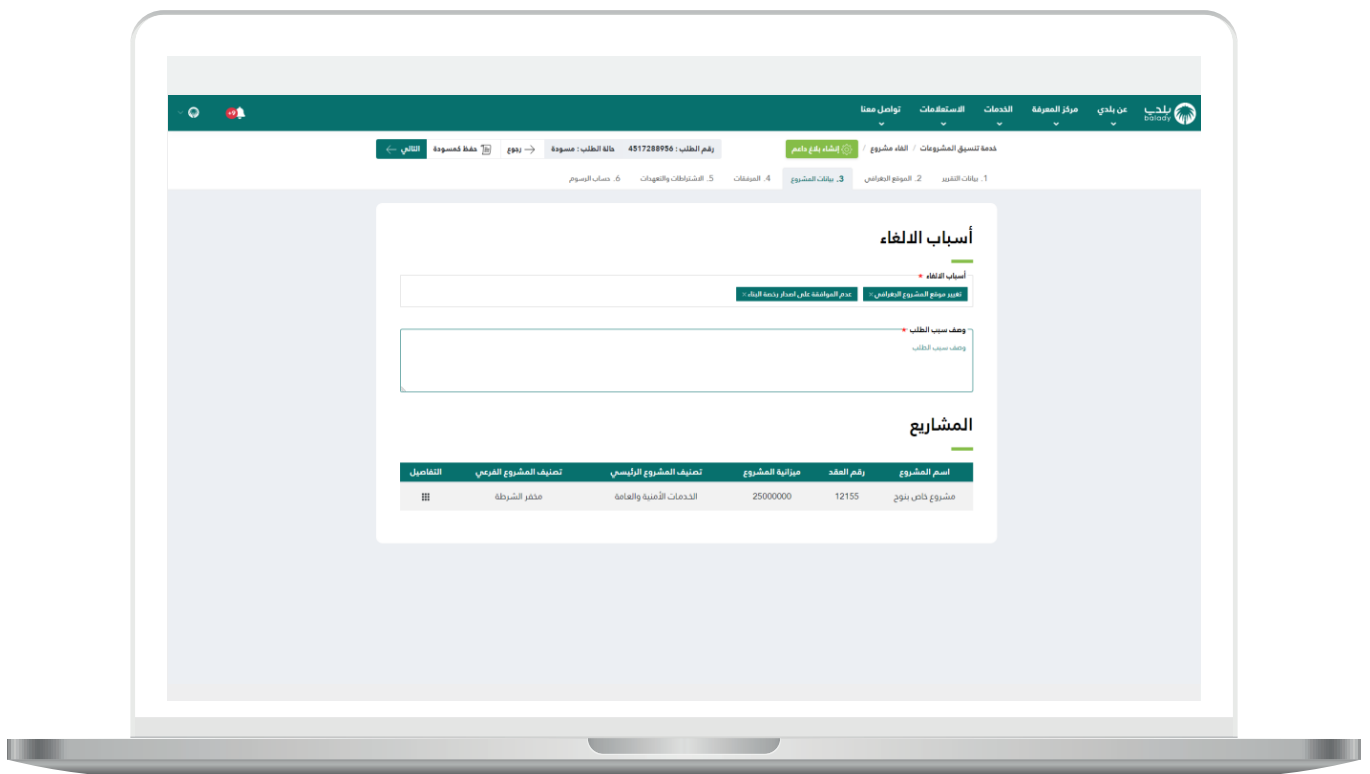 بلدي
balady
عن بلدي
مركز المعرفة
الخدمات
الاستعلامات
تواصل معنا
+9
خدمة تنسيق المشروعات / الغاء مشروع /
إنشاء بلاغ داعم
رقم الطلب : 4517288956
حالة الطلب : مسودة
رجوع
حفظ كمسودة
التالي
1. بيانات التقرير
2. الموقع الجغرافي
3. بيانات المشروع
4. المرفقات
5. الاشتراطات والتعهدات
6. حساب الرسوم
أسباب الالغاء
أسباب الالغاء *
تغيير موقع المشروع الجغرافي ×
عدم الموافقة على اصدار رخصة البناء ×
وصف سبب الطلب *
وصف سبب الطلب
المشاريع
اسم المشروع رقم العقد ميزانية المشروع تصنيف المشروع الرئيسي تصنيف المشروع الفرعي التفاصيل
مشروع خاص بنوح 12155 25000000 الخدمات الأمنية والعامة مخفر الشرطة